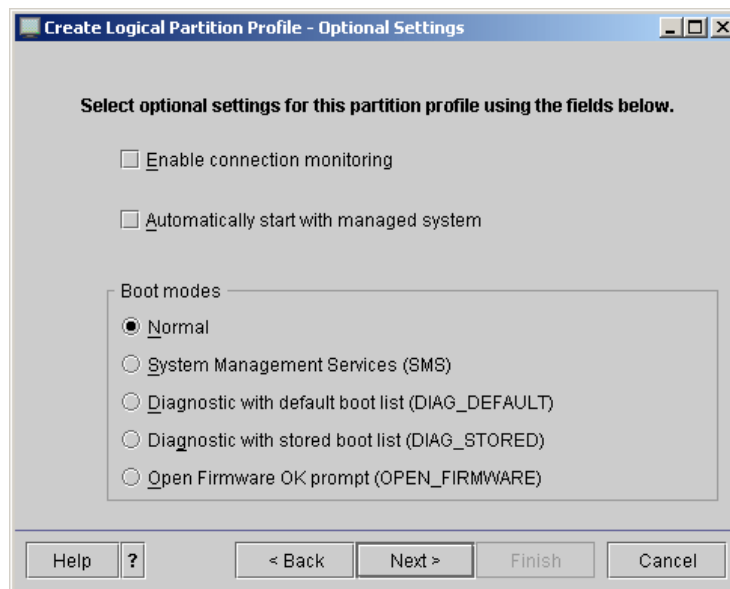 Create Logical Partition Profile - Optional Settings
Select optional settings for this partition profile using the fields below.
Enable connection monitoring
Automatically start with managed system
Boot modes
Normal
System Management Services (SMS)
Diagnostic with default boot list (DIAG_DEFAULT)
Diagnostic with stored boot list (DIAG_STORED)
Open Firmware OK prompt (OPEN_FIRMWARE)
Help ? < Back Next > Finish Cancel